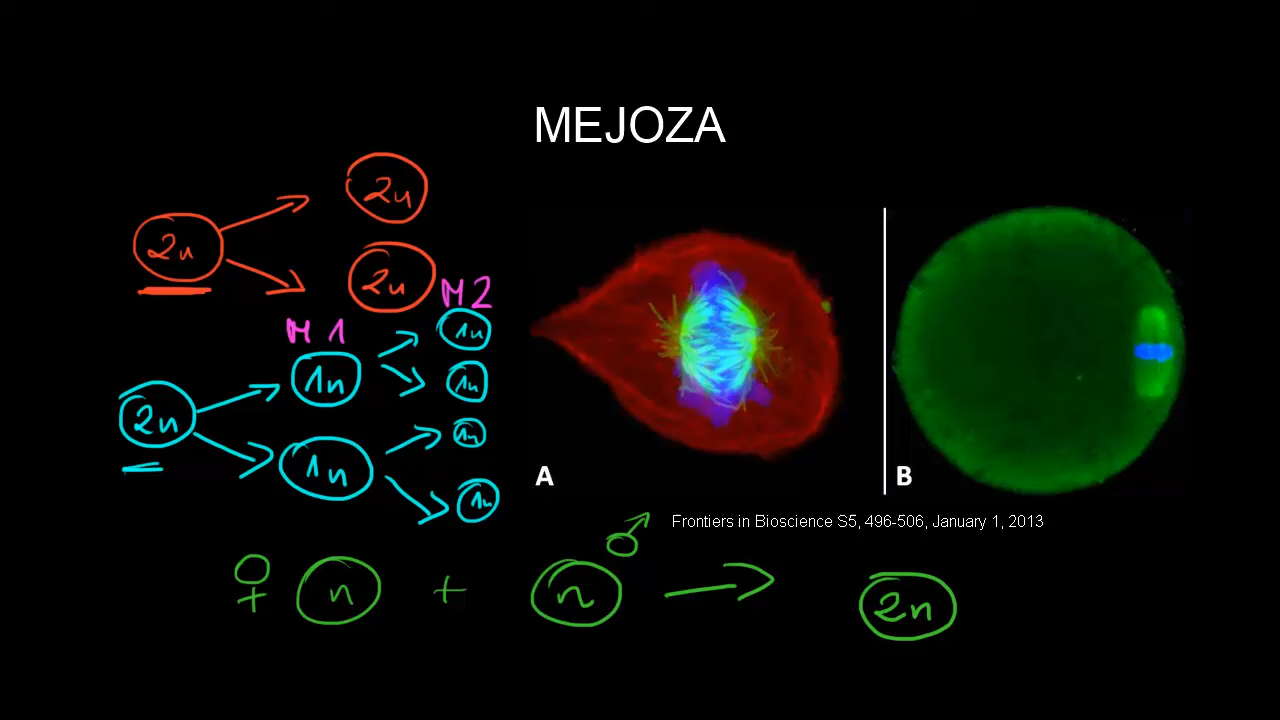 MEJOZA
2n
2n
2n
M 1
M 2
2n
1n
1n
1n
1n
1n
1n
A
B
Frontiers in Bioscience S5, 496-506, January 1, 2013
♀ n + n ♂ → 2n